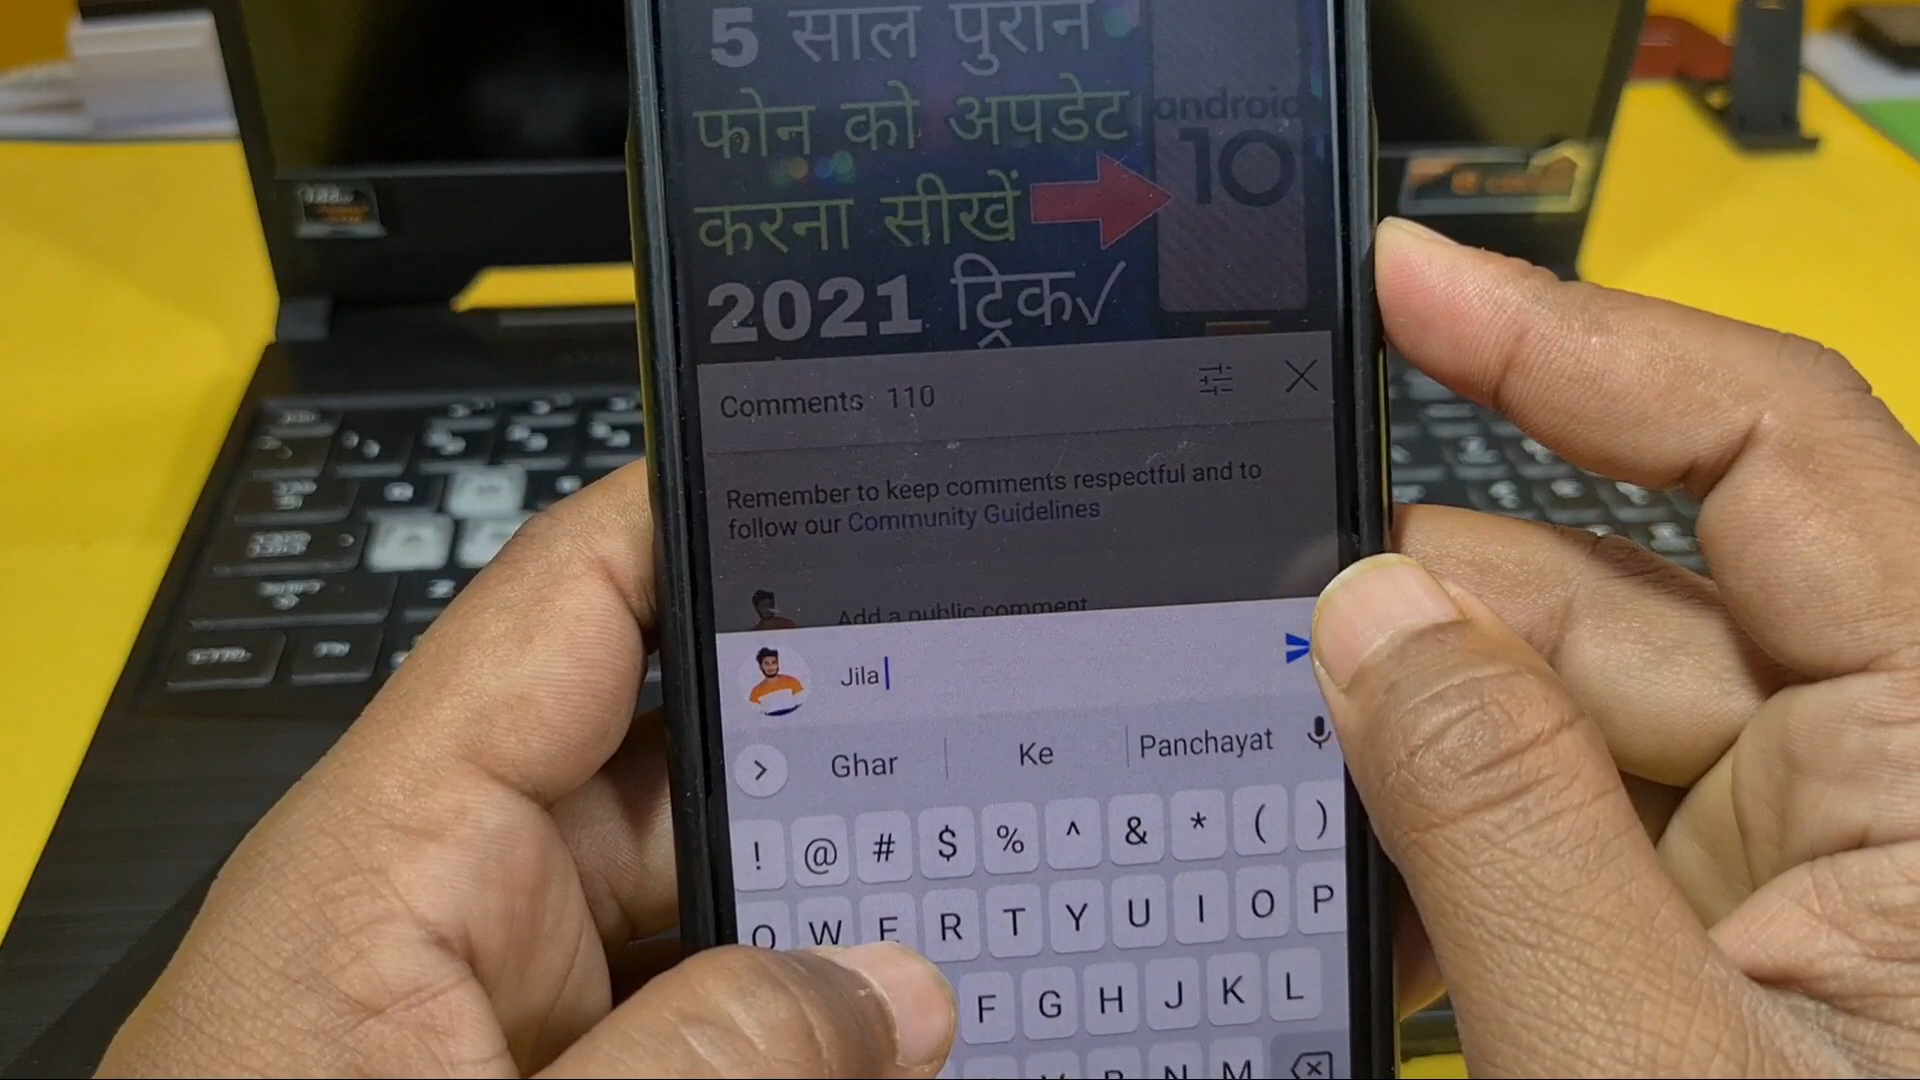 5 साल पुराने
फोन को अपडेट
करना सीखें
2021 ट्रिक✓
android
10
Comments 110
Remember to keep comments respectful and to
follow our Community Guidelines
Add a public comment
Jila
Ghar Ke Panchayat
! @ # $ % ^ & * ( )
Q W E R T Y U I O P
F G H J K L
V B N M